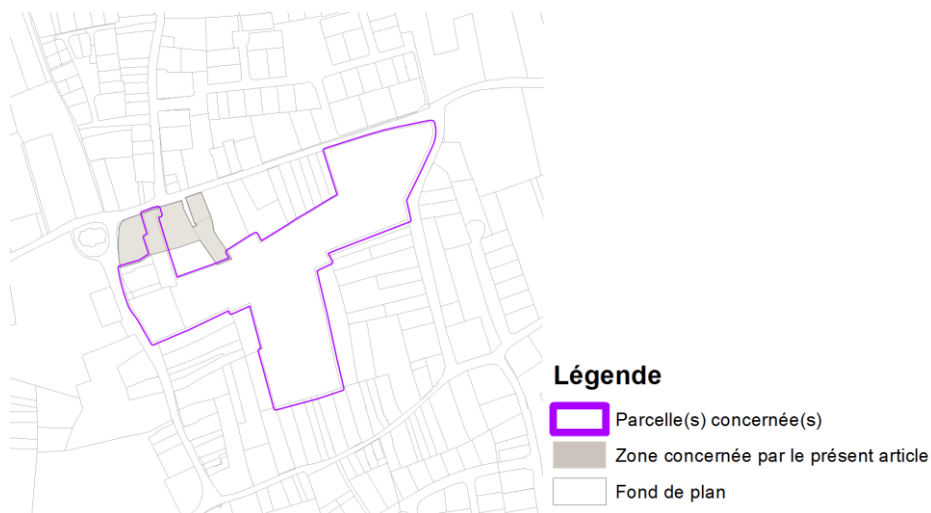 Légende
Parcelle(s) concernée(s)
Zone concernée par le présent article
Fond de plan